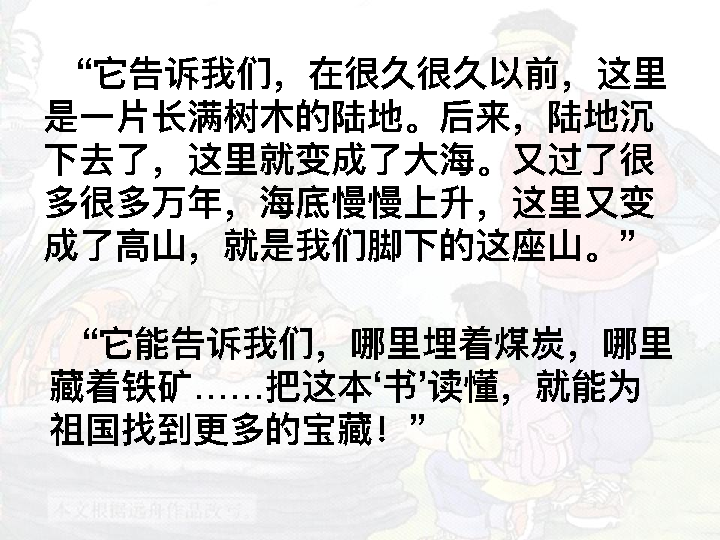 “它告诉我们，在很久很久以前，这里
是一片长满树木的陆地。后来，陆地沉
下去了，这里就变成了大海。又过了很
多很多万年，海底慢慢上升，这里又变
成了高山，就是我们脚下的这座山。”
“它能告诉我们，哪里埋着煤炭，哪里
藏着铁矿……把这本‘书’读懂，就能为
祖国找到更多的宝藏！”
本文根据远舟作品改写